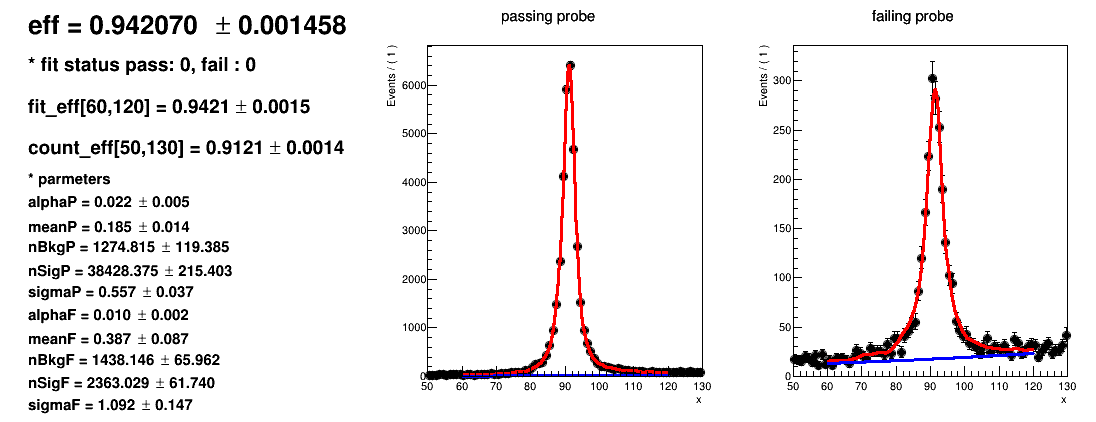 eff = 0.942070 ± 0.001458
* fit status pass: 0, fail : 0
fit_eff[60,120] = 0.9421 ± 0.0015
count_eff[50,130] = 0.9121 ± 0.0014
* parmeters
alphaP = 0.022 ± 0.005
meanP = 0.185 ± 0.014
nBkgP = 1274.815 ± 119.385
nSigP = 38428.375 ± 215.403
sigmaP = 0.557 ± 0.037
alphaF = 0.010 ± 0.002
meanF = 0.387 ± 0.087
nBkgF = 1438.146 ± 65.962
nSigF = 2363.029 ± 61.740
sigmaF = 1.092 ± 0.147
passing probe
Events / ( 1 )
6000
5000
4000
3000
2000
1000
0
50 60 70 80 90 100 110 120 130
x
failing probe
Events / ( 1 )
300
250
200
150
100
50
0
50 60 70 80 90 100 110 120 130
x